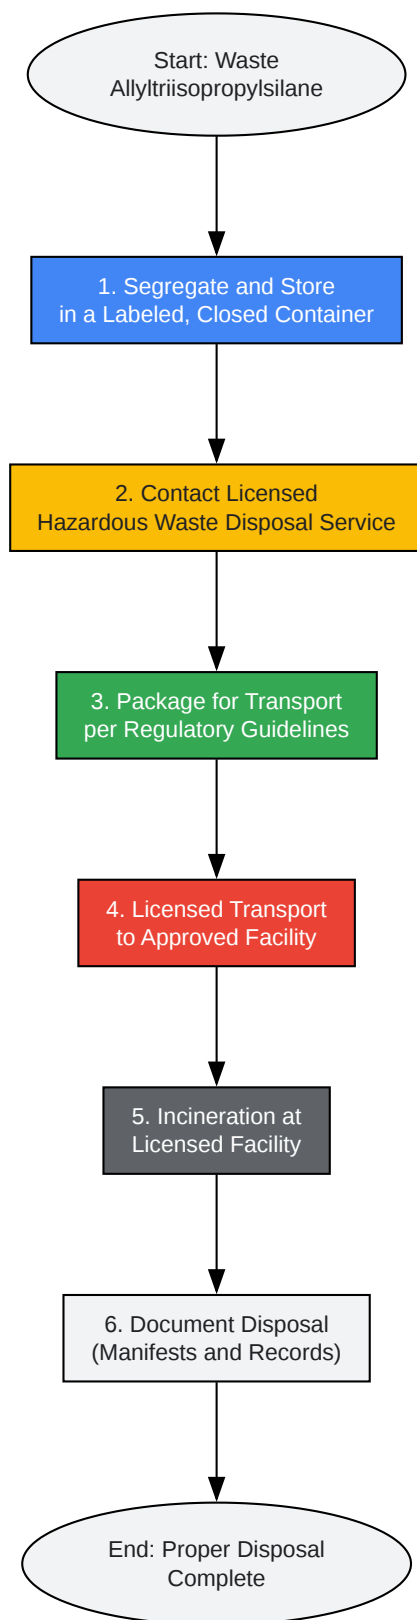 Start: Waste
Allyltriisopropylsilane
1. Segregate and Store
in a Labeled, Closed Container
2. Contact Licensed
Hazardous Waste Disposal Service
3. Package for Transport
per Regulatory Guidelines
4. Licensed Transport
to Approved Facility
5. Incineration at
Licensed Facility
6. Document Disposal
(Manifests and Records)
End: Proper Disposal
Complete